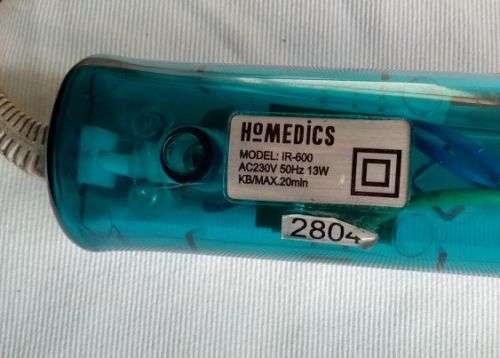 HoMEDICS
MODEL: IR-600
AC230V 50Hz 13W
KB/MAX.20min
2804